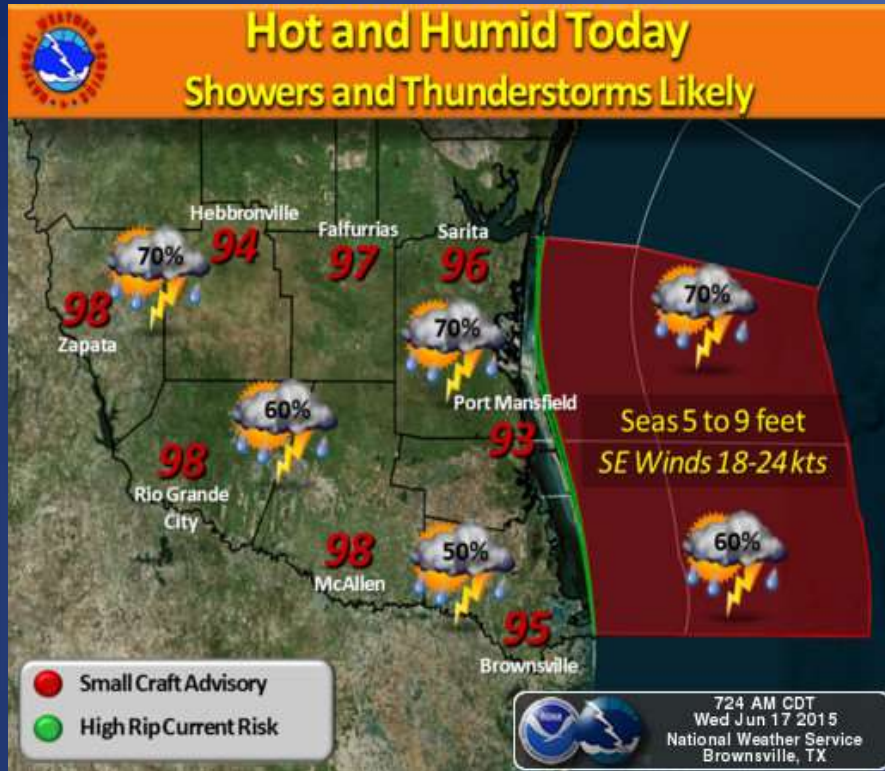 Hot and Humid Today
Showers and Thunderstorms Likely
Hebbronville
94
Falfurrias
97
Sarita
96
70%
98
Zapata
70%
70%
60%
Port Mansfield
93
Seas 5 to 9 feet
SE Winds 18-24 kts
98
Rio Grande
City
98
McAllen
50%
60%
95
Brownsville
Small Craft Advisory
High Rip Current Risk
724 AM CDT
Wed Jun 17 2015
National Weather Service
Brownsville, TX